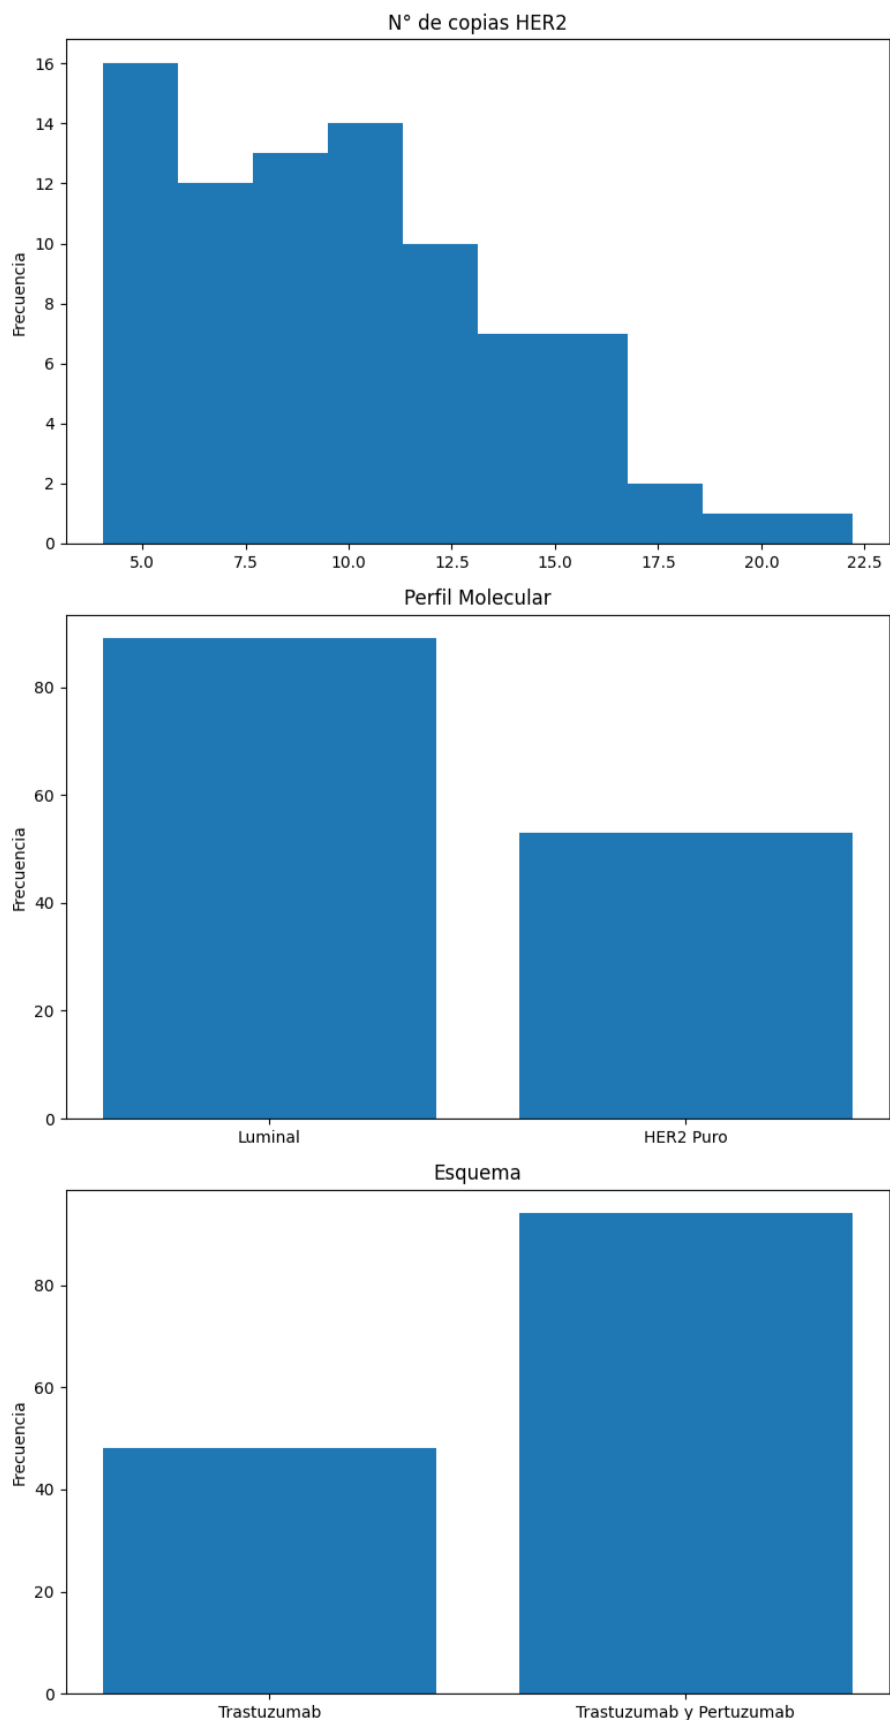 N° de copias HER2
16
14
12
10
8
6
4
2
0
Frecuencia
5.0 7.5 10.0 12.5 15.0 17.5 20.0 22.5
Perfil Molecular
80
60
40
20
0
Frecuencia
Luminal HER2 Puro
Esquema
80
60
40
20
0
Frecuencia
Trastuzumab Trastuzumab y Pertuzumab